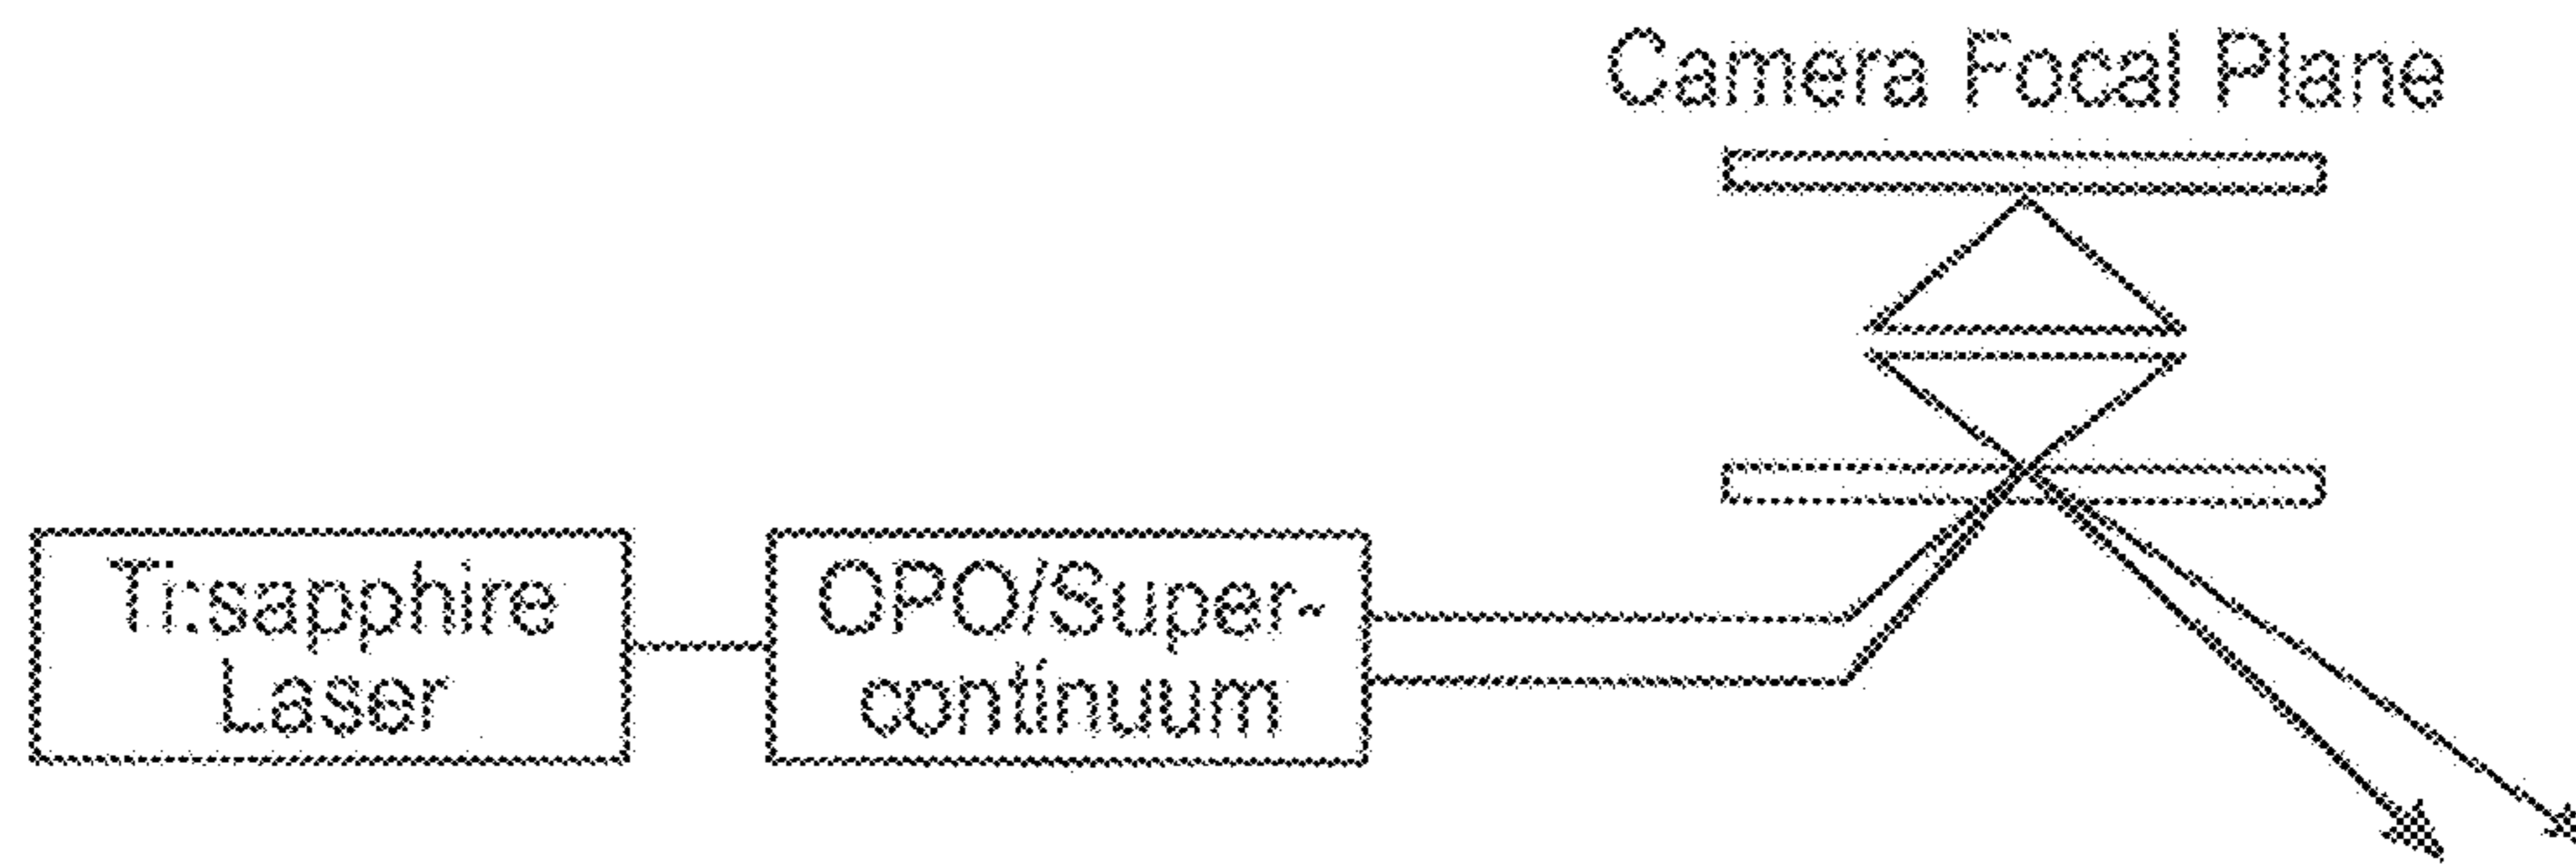 Camera Focal Plane
Ti:sapphire
Laser
OPO/Super-
continuum